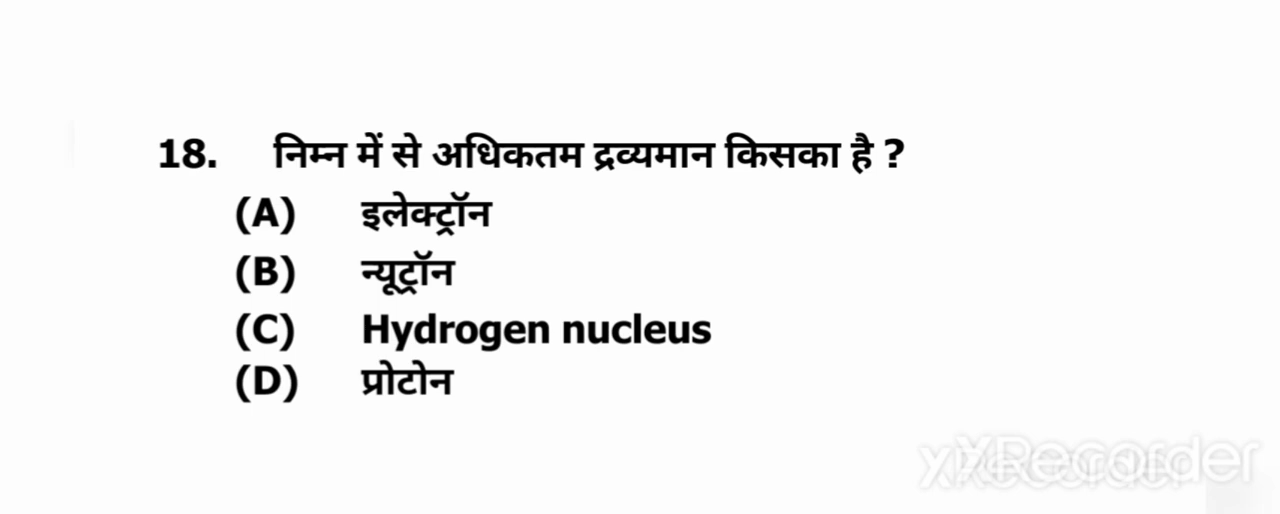 18. निम्न में से अधिकतम द्रव्यमान किसका है ?
(A) इलेक्ट्रॉन
(B) न्यूट्रॉन
(C) Hydrogen nucleus
(D) प्रोटोन
XRecorder